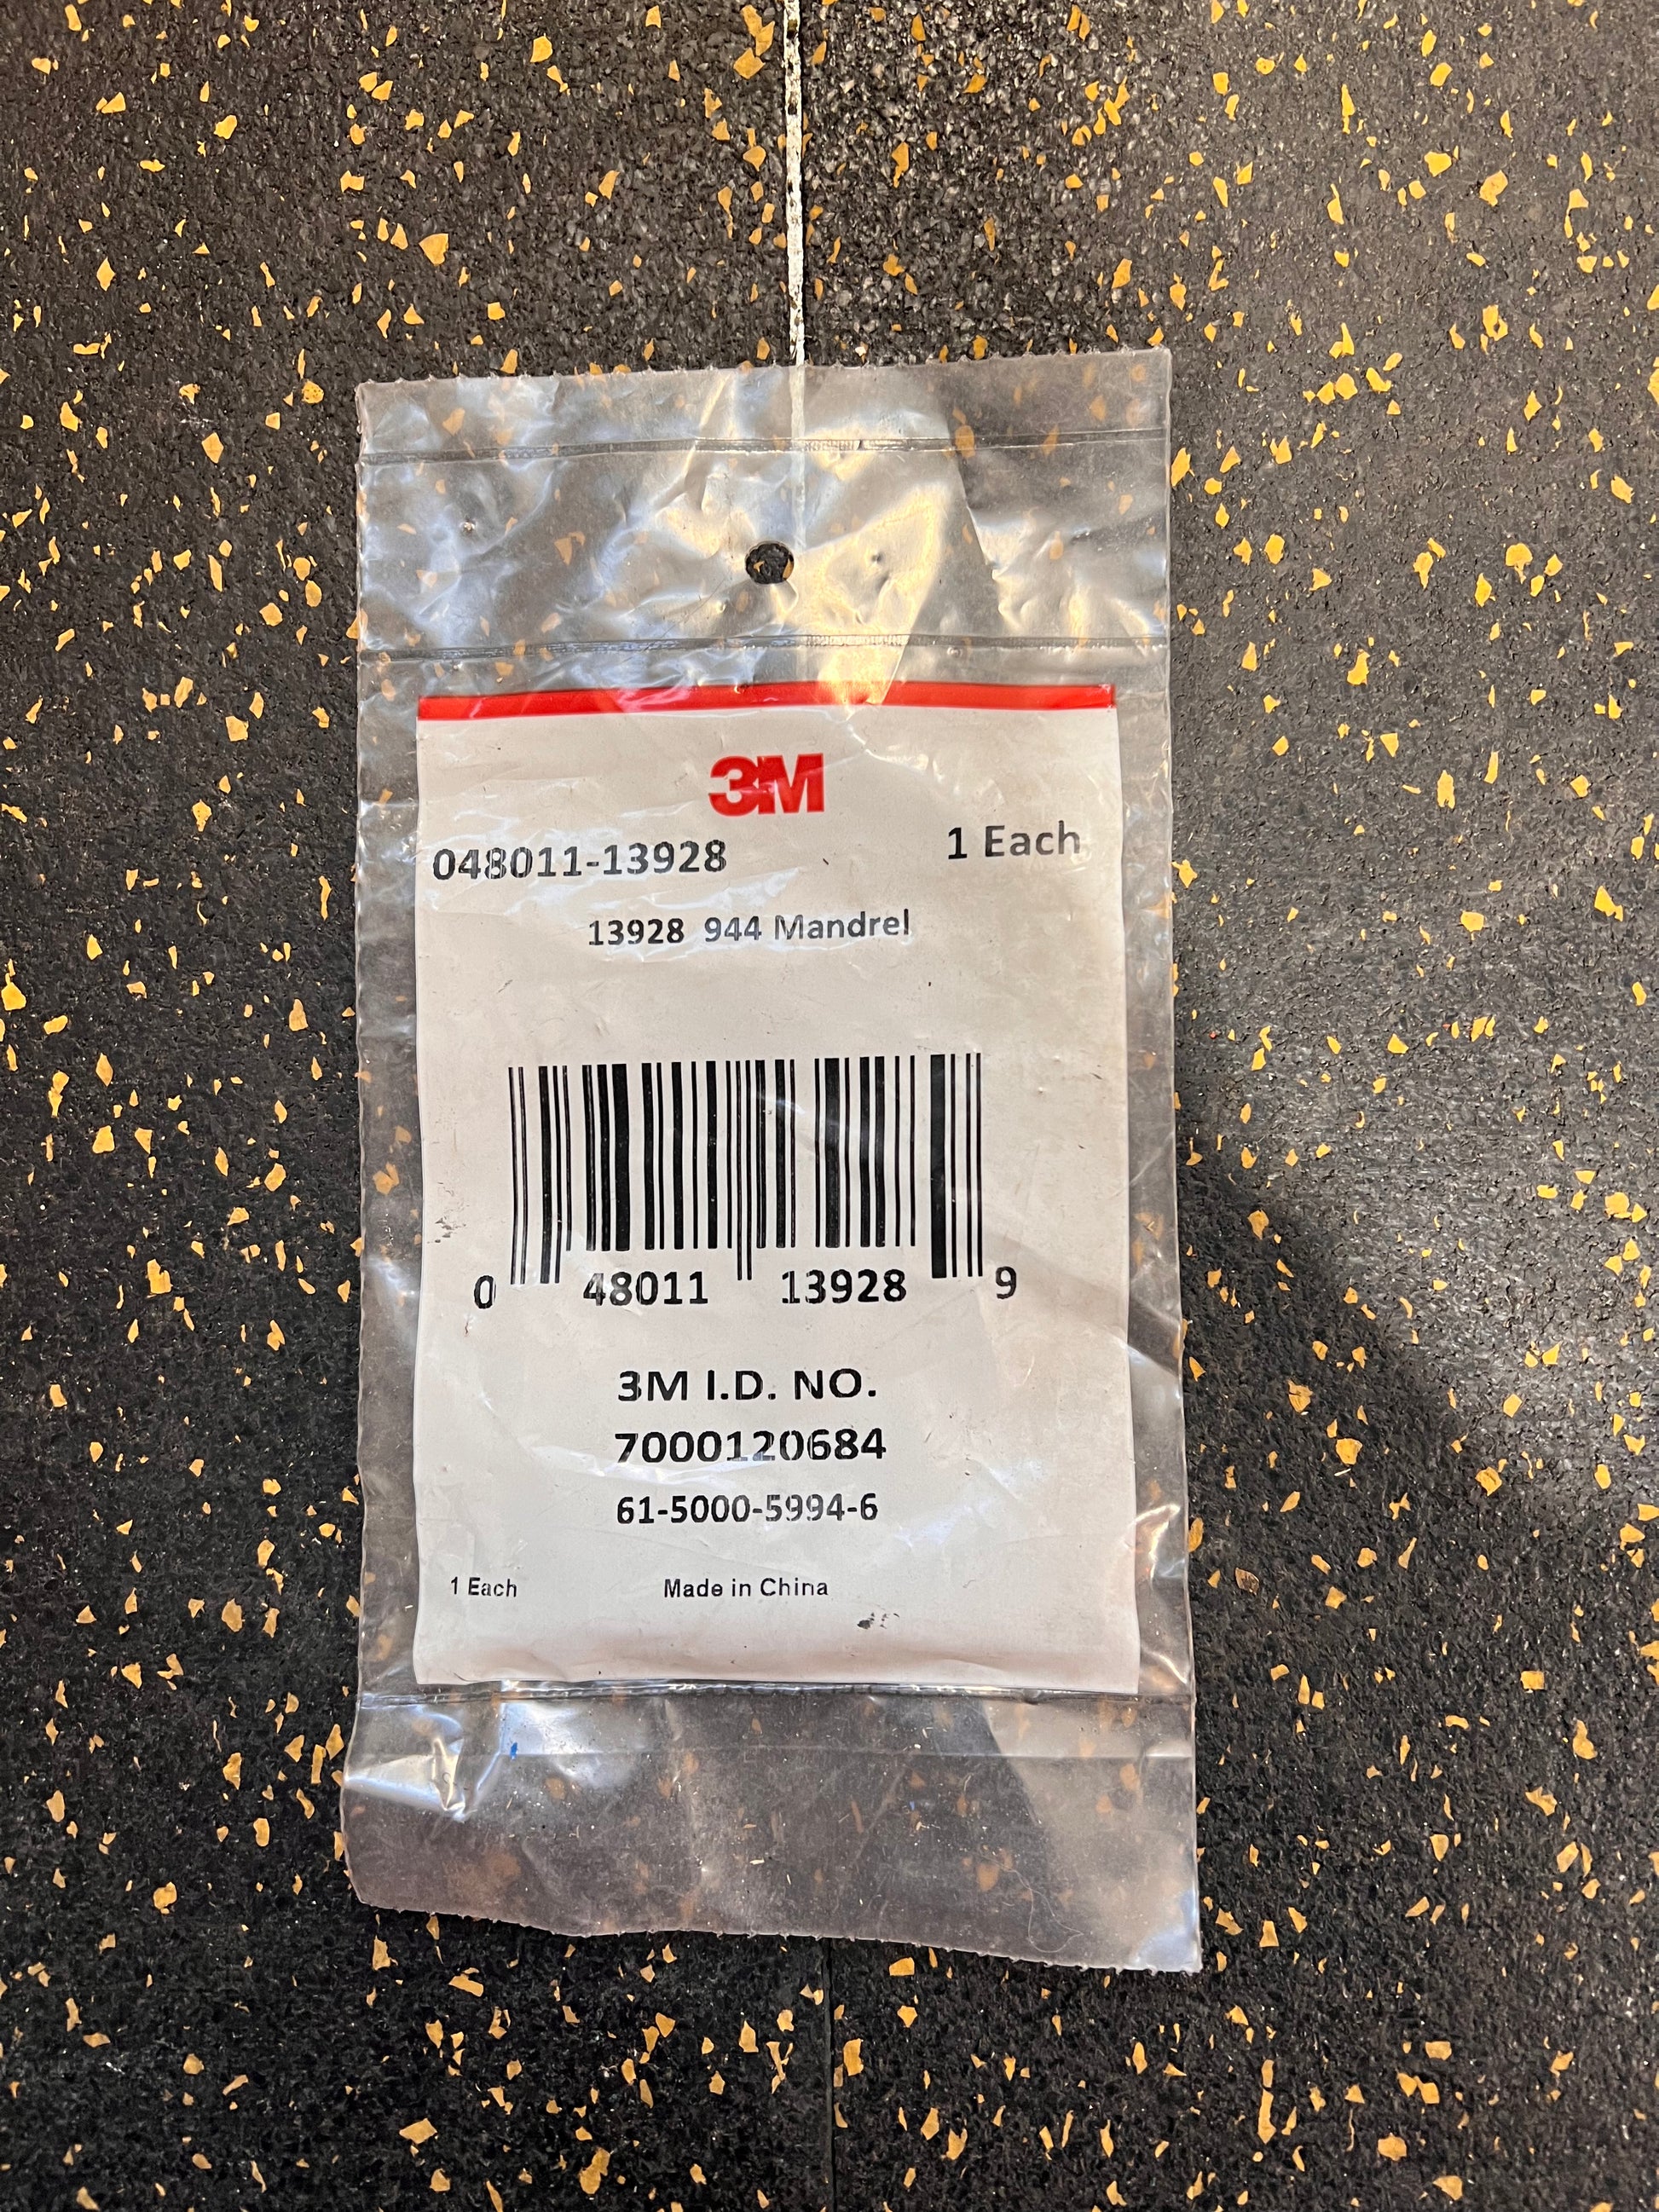 3M
048011-13928 1 Each
13928 944 Mandrel
0 48011 13928 9
3M I.D. NO.
7000120684
61-5000-5994-6
1 Each Made in China